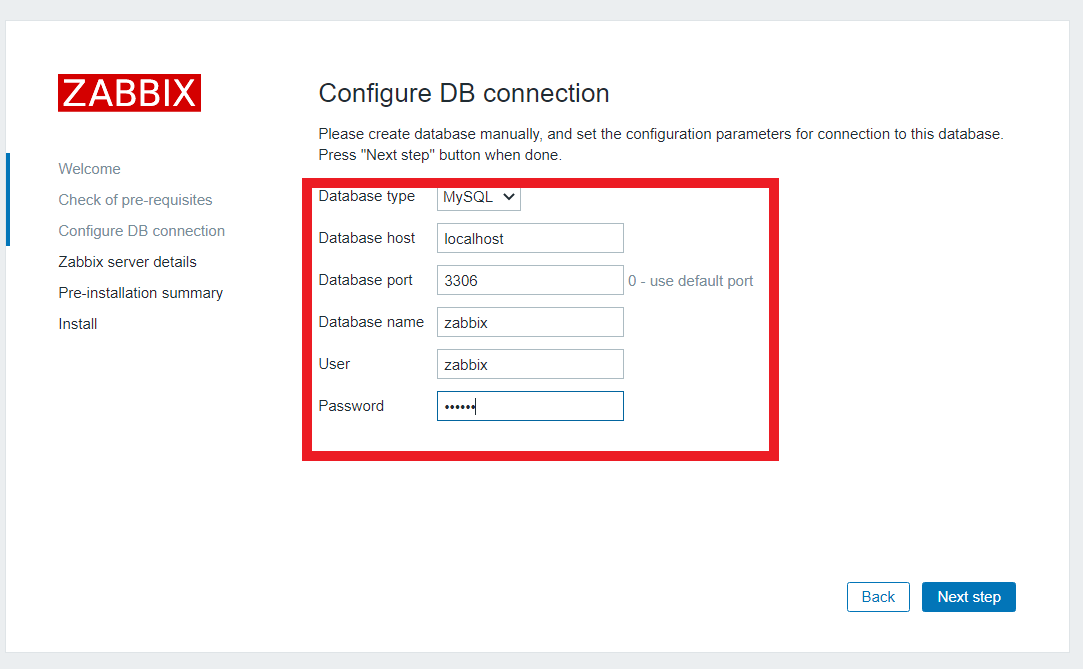 ZABBIX
Welcome
Check of pre-requisites
Configure DB connection
Zabbix server details
Pre-installation summary
Install
Configure DB connection
Please create database manually, and set the configuration parameters for connection to this database.
Press "Next step" button when done.
Database type MySQL
Database host localhost
Database port 3306 0 - use default port
Database name zabbix
User zabbix
Password ••••••
Back Next step